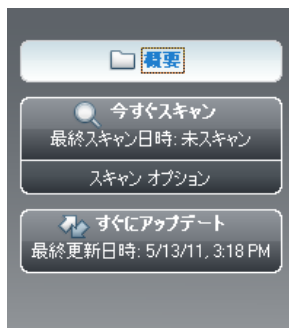 概要
今すぐスキャン
最終スキャン日時: 未スキャン
スキャン オプション
すぐにアップデート
最終更新日時: 5/13/11, 3:18 PM